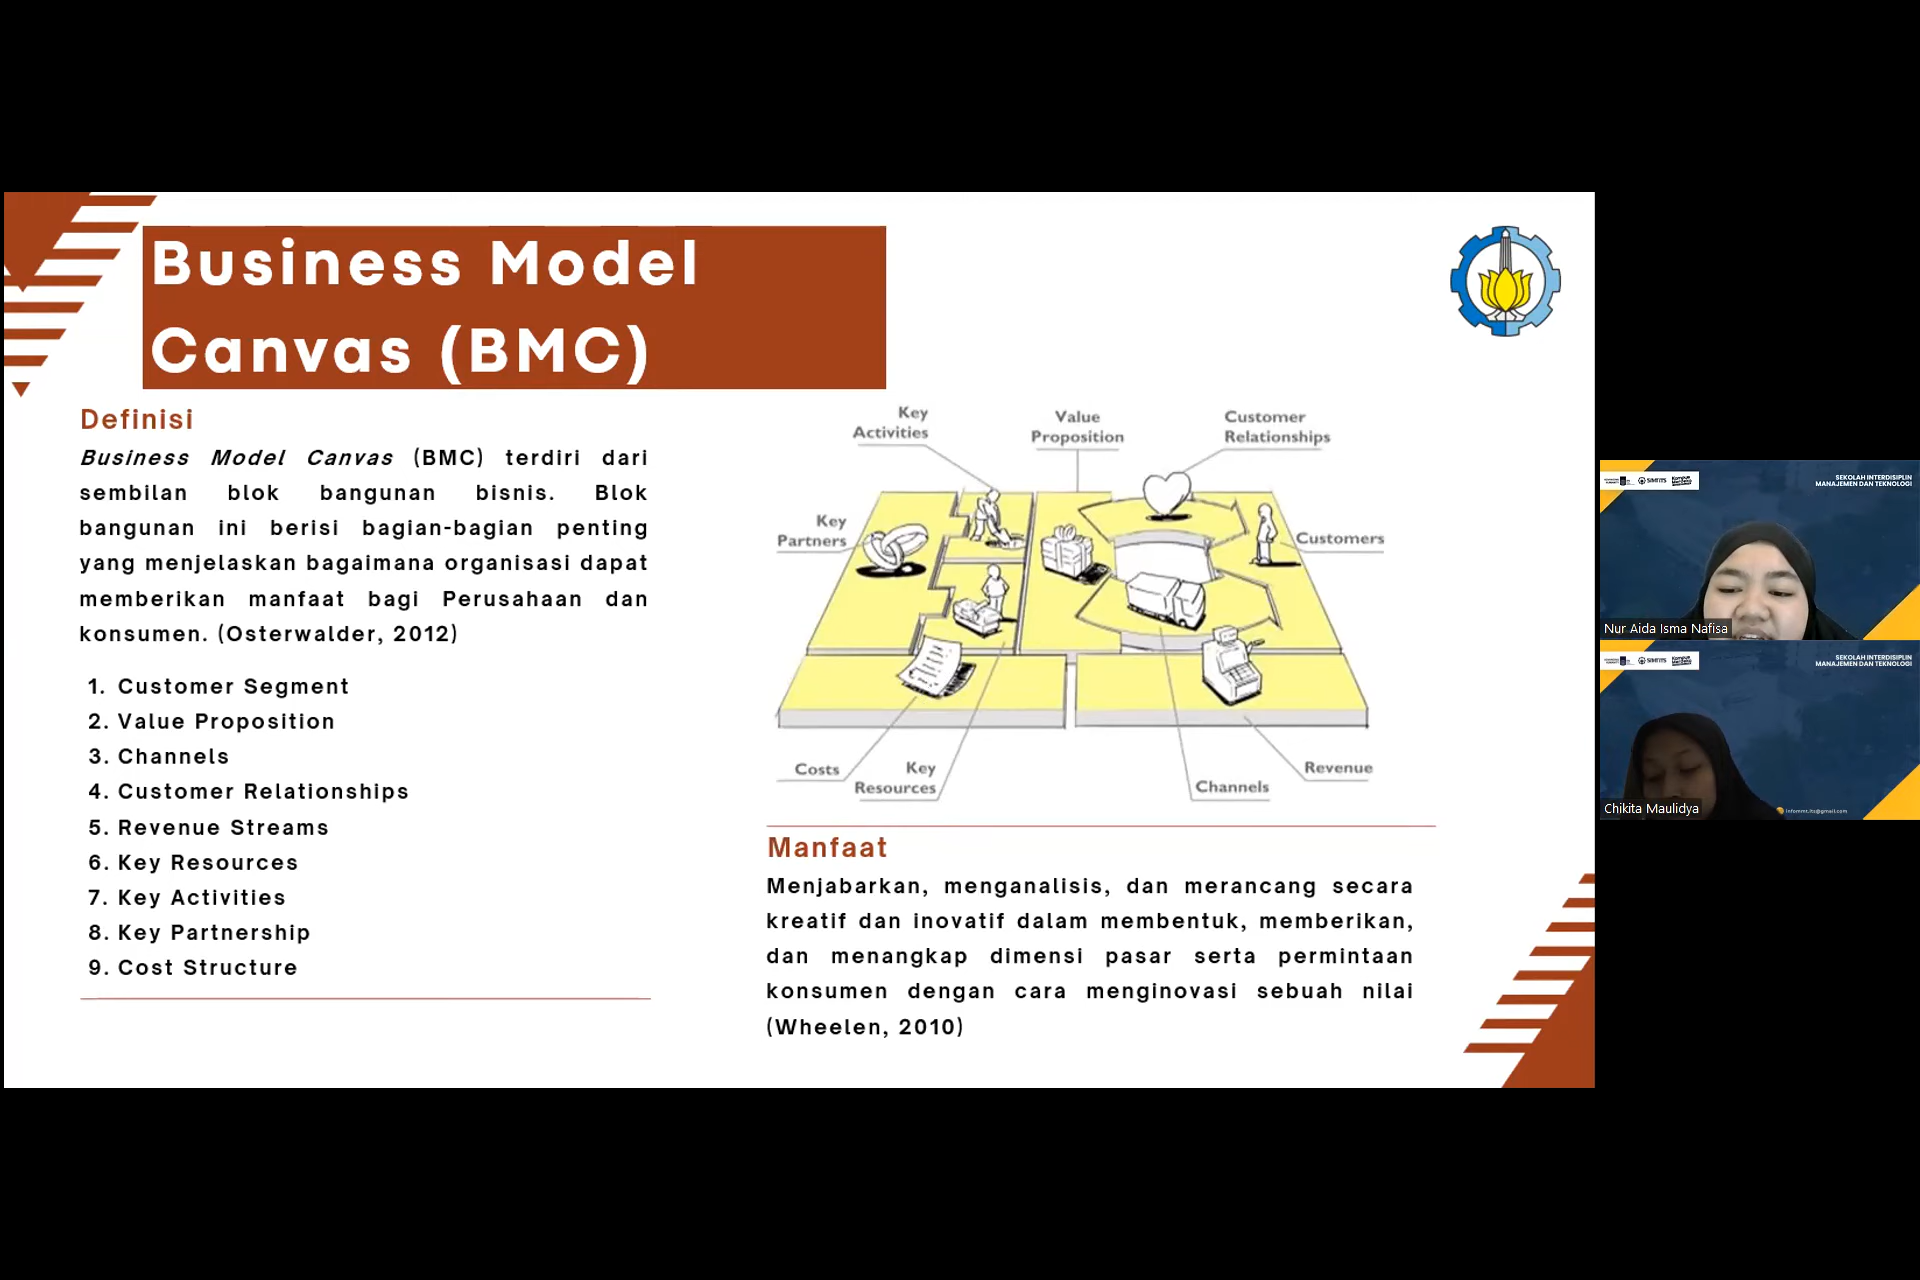 Business Model
Canvas (BMC)
Definisi
Business Model Canvas (BMC) terdiri dari
sembilan blok bangunan bisnis. Blok
bangunan ini berisi bagian-bagian penting
yang menjelaskan bagaimana organisasi dapat
memberikan manfaat bagi Perusahaan dan
konsumen. (Osterwalder, 2012)
1. Customer Segment
2. Value Proposition
3. Channels
4. Customer Relationships
5. Revenue Streams
6. Key Resources
7. Key Activities
8. Key Partnership
9. Cost Structure
Key
Activities
Value
Proposition
Customer
Relationships
Key
Partners
Customers
Costs
Key
Resources
Channels
Revenue
Manfaat
Menjabarkan, menganalisis, dan merancang secara
kreatif dan inovatif dalam membentuk, memberikan,
dan menangkap dimensi pasar serta permintaan
konsumen dengan cara menginovasi sebuah nilai
(Wheelen, 2010)
SEKOLAH INTERDISIPLIN
MANAJEMEN DAN TEKNOLOGI
Nur Aida Isma Nafisa
SEKOLAH INTERDISIPLIN
MANAJEMEN DAN TEKNOLOGI
Chikita Maulidya
infommt.its@gmail.com